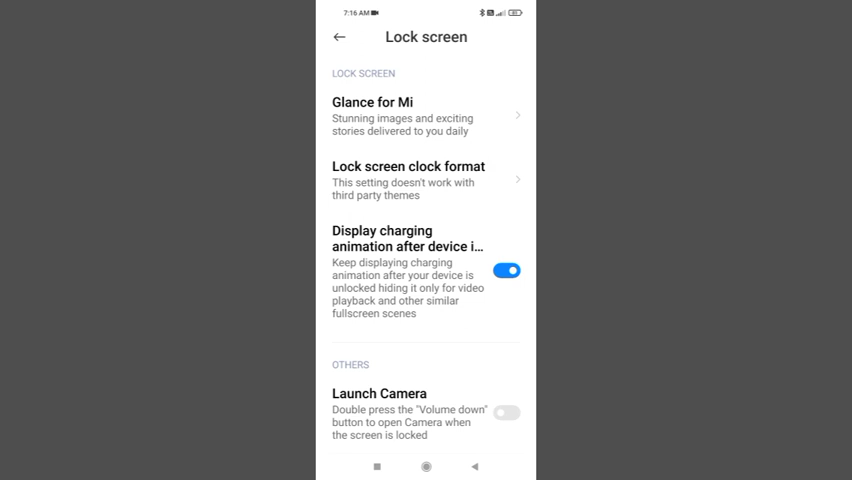 7:16 AM
Lock screen
LOCK SCREEN
Glance for Mi
Stunning images and exciting
stories delivered to you daily
Lock screen clock format
This setting doesn't work with
third party themes
Display charging
animation after device i...
Keep displaying charging
animation after your device is
unlocked hiding it only for video
playback and other similar
fullscreen scenes
OTHERS
Launch Camera
Double press the "Volume down"
button to open Camera when
the screen is locked